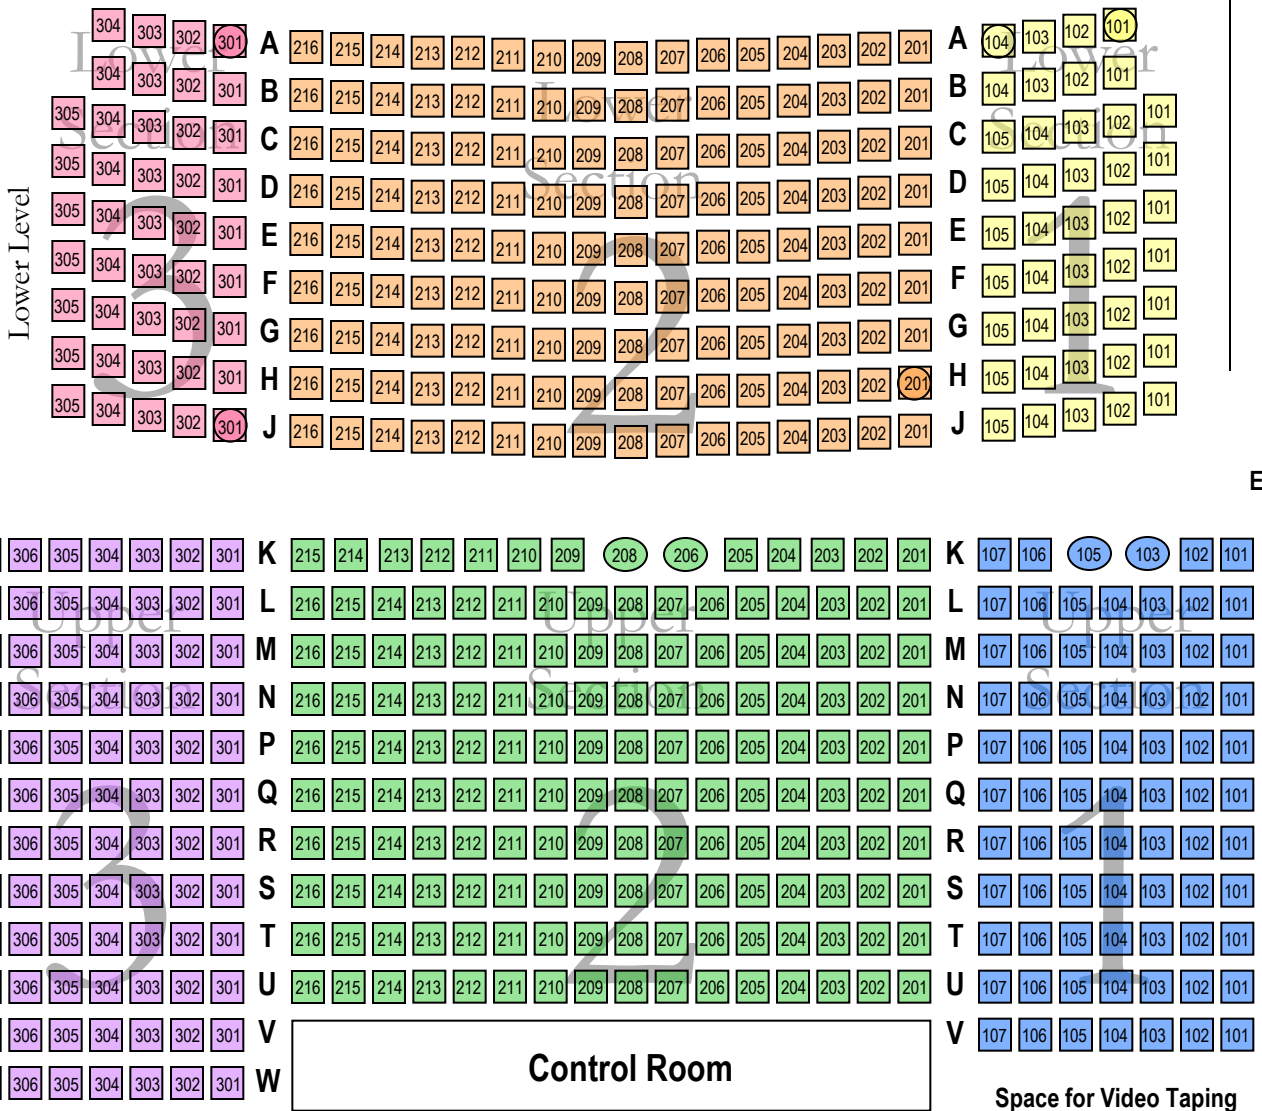 Lower Level
Lower Section 3
Lower Section 2
Lower Section 1
304 303 302 301 A 216 215 214 213 212 211 210 209 208 207 206 205 204 203 202 201 A 104 103 102 101
304 303 302 301 B 216 215 214 213 212 211 210 209 208 207 206 205 204 203 202 201 B 104 103 102 101
305 304 303 302 301 C 216 215 214 213 212 211 210 209 208 207 206 205 204 203 202 201 C 105 104 103 102 101
305 304 303 302 301 D 216 215 214 213 212 211 210 209 208 207 206 205 204 203 202 201 D 105 104 103 102 101
305 304 303 302 301 E 216 215 214 213 212 211 210 209 208 207 206 205 204 203 202 201 E 105 104 103 102 101
305 304 303 302 301 F 216 215 214 213 212 211 210 209 208 207 206 205 204 203 202 201 F 105 104 103 102 101
305 304 303 302 301 G 216 215 214 213 212 211 210 209 208 207 206 205 204 203 202 201 G 105 104 103 102 101
305 304 303 302 301 H 216 215 214 213 212 211 210 209 208 207 206 205 204 203 202 201 H 105 104 103 102 101
305 304 303 302 301 J 216 215 214 213 212 211 210 209 208 207 206 205 204 203 202 201 J 105 104 103 102 101
E
Upper Section 3
Upper Section 2
Upper Section 1
306 305 304 303 302 301 K 215 214 213 212 211 210 209 208 206 205 204 203 202 201 K 107 106 105 103 102 101
306 305 304 303 302 301 L 216 215 214 213 212 211 210 209 208 207 206 205 204 203 202 201 L 107 106 105 104 103 102 101
306 305 304 303 302 301 M 216 215 214 213 212 211 210 209 208 207 206 205 204 203 202 201 M 107 106 105 104 103 102 101
306 305 304 303 302 301 N 216 215 214 213 212 211 210 209 208 207 206 205 204 203 202 201 N 107 106 105 104 103 102 101
306 305 304 303 302 301 P 216 215 214 213 212 211 210 209 208 207 206 205 204 203 202 201 P 107 106 105 104 103 102 101
306 305 304 303 302 301 Q 216 215 214 213 212 211 210 209 208 207 206 205 204 203 202 201 Q 107 106 105 104 103 102 101
306 305 304 303 302 301 R 216 215 214 213 212 211 210 209 208 207 206 205 204 203 202 201 R 107 106 105 104 103 102 101
306 305 304 303 302 301 S 216 215 214 213 212 211 210 209 208 207 206 205 204 203 202 201 S 107 106 105 104 103 102 101
306 305 304 303 302 301 T 216 215 214 213 212 211 210 209 208 207 206 205 204 203 202 201 T 107 106 105 104 103 102 101
306 305 304 303 302 301 U 216 215 214 213 212 211 210 209 208 207 206 205 204 203 202 201 U 107 106 105 104 103 102 101
306 305 304 303 302 301 V V 107 106 105 104 103 102 101
306 305 304 303 302 301 W
Control Room
Space for Video Taping